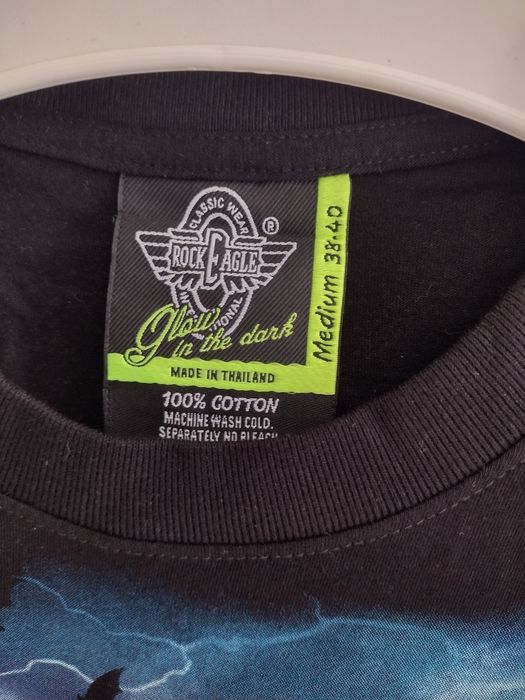 CLASSIC WEAR
®
ROCK EAGLE
Glow
in the dark
MADE IN THAILAND
Medium 38-40
100% COTTON
MACHINE WASH COLD.
SEPARATELY NO BLEACH